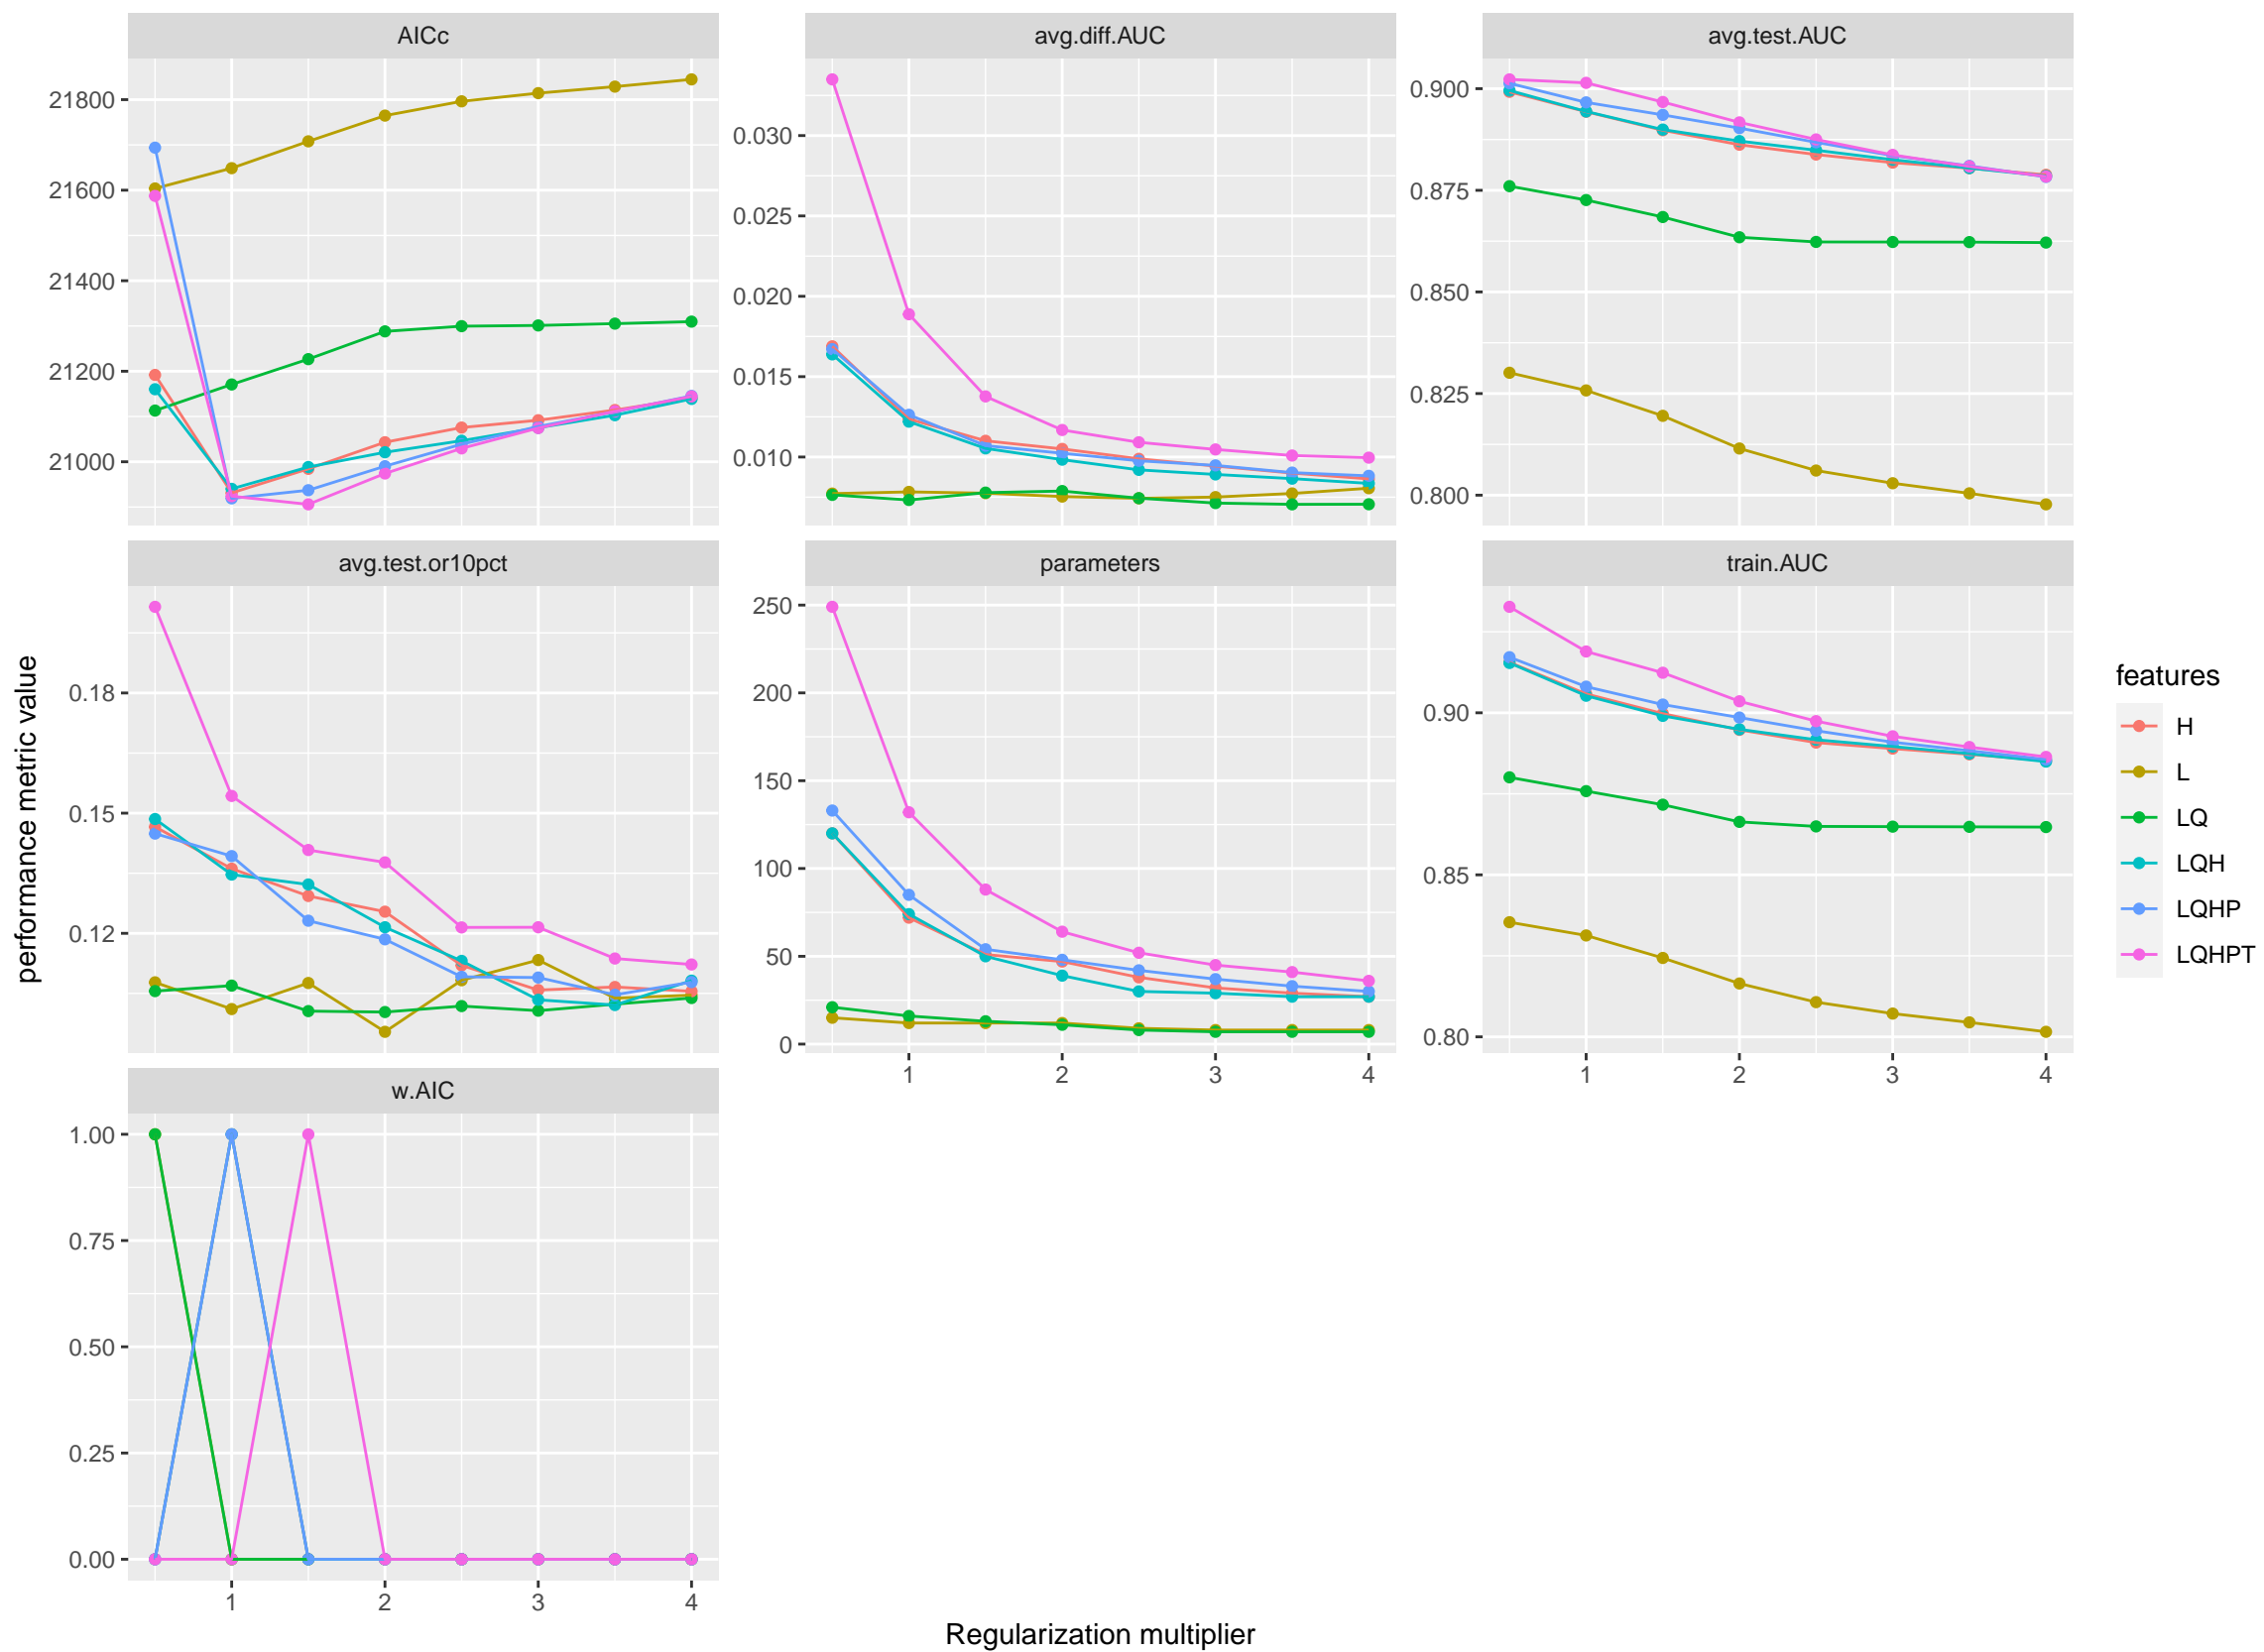 AICc
avg.diff.AUC
avg.test.AUC
21800
21600
21400
21200
21000
0.030
0.025
0.020
0.015
0.010
0.900
0.875
0.850
0.825
0.800
avg.test.or10pct
parameters
train.AUC
0.18
0.15
0.12
250
200
150
100
50
0
0.90
0.85
0.80
1 2 3 4
1 2 3 4
w.AIC
1.00
0.75
0.50
0.25
0.00
1 2 3 4
performance metric value
Regularization multiplier
features
H
L
LQ
LQH
LQHP
LQHPT